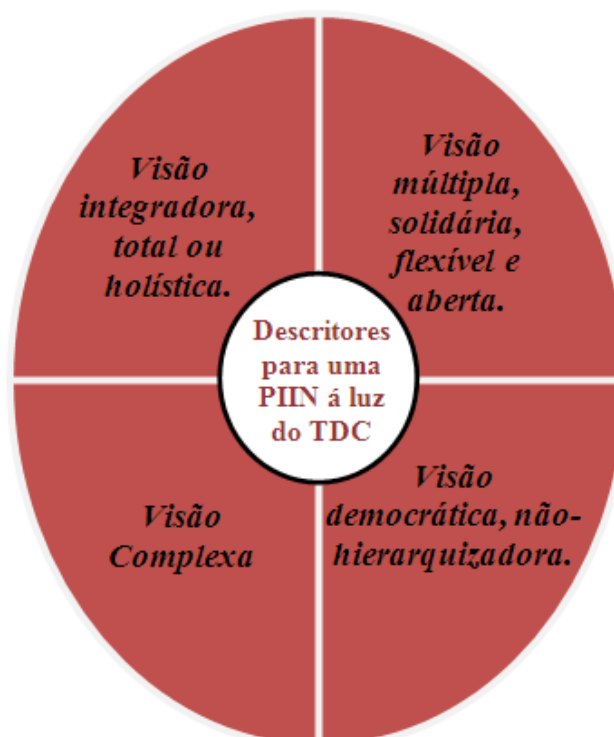 Visão
integradora,
total ou
holística.
Visão
múltipla,
solidária,
flexível e
aberta.
Descritores
para uma
PIIN á luz
do TDC
Visão
Complexa
Visão
democrática, não-
hierarquizadora.